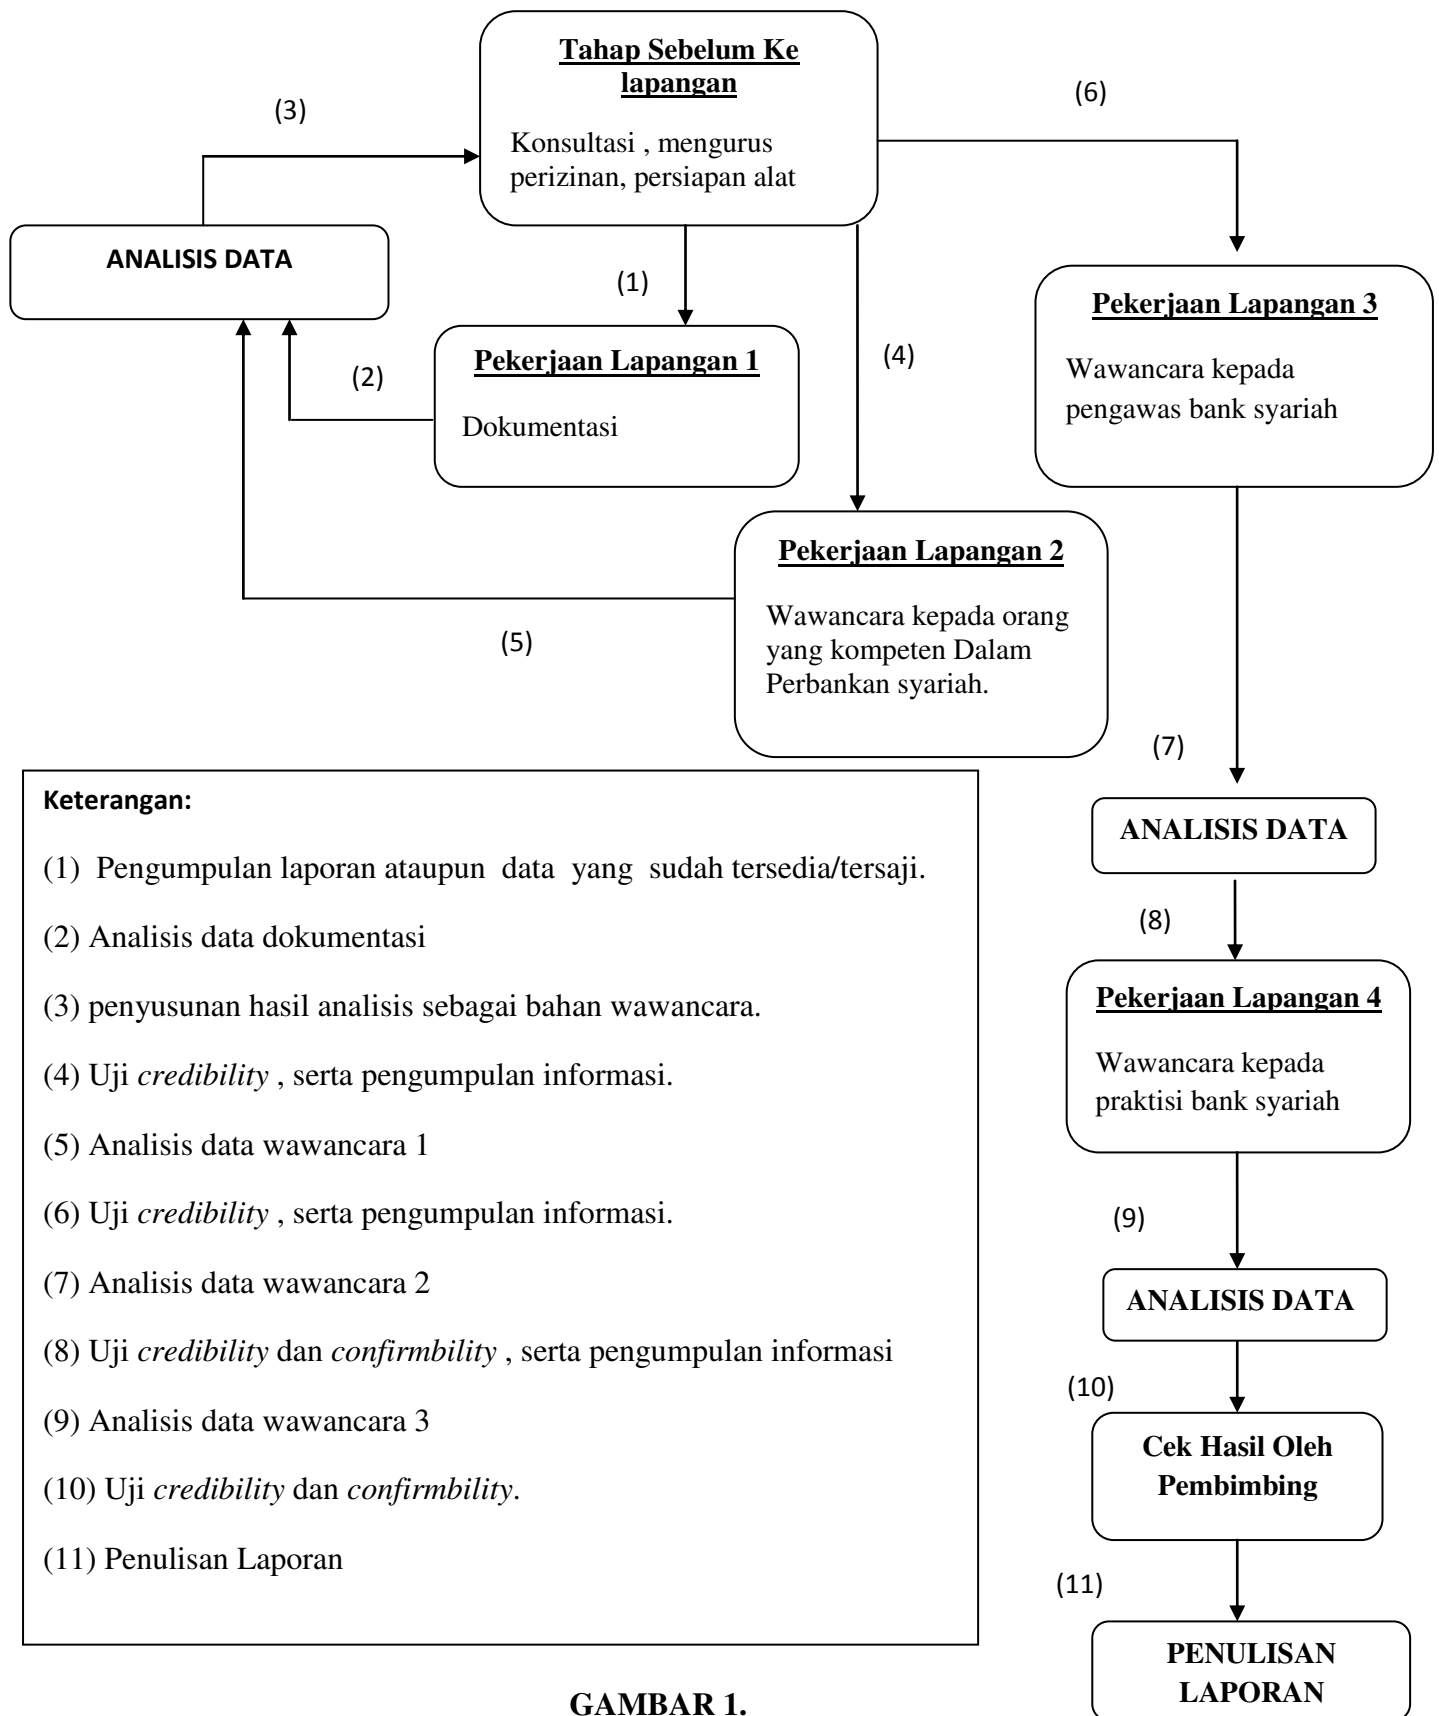 Tahap Sebelum Ke
lapangan
Konsultasi , mengurus
perizinan, persiapan alat
(3)
(6)
ANALISIS DATA
(1)
Pekerjaan Lapangan 1
Dokumentasi
(2)
(4)
Pekerjaan Lapangan 3
Wawancara kepada
pengawas bank syariah
Pekerjaan Lapangan 2
Wawancara kepada orang
yang kompeten Dalam
Perbankan syariah.
(5)
(7)
ANALISIS DATA
(8)
Pekerjaan Lapangan 4
Wawancara kepada
praktisi bank syariah
(9)
ANALISIS DATA
(10)
Cek Hasil Oleh
Pembimbing
(11)
PENULISAN
LAPORAN
Keterangan:
(1) Pengumpulan laporan ataupun data yang sudah tersedia/tersaji.
(2) Analisis data dokumentasi
(3) penyusunan hasil analisis sebagai bahan wawancara.
(4) Uji credibility , serta pengumpulan informasi.
(5) Analisis data wawancara 1
(6) Uji credibility , serta pengumpulan informasi.
(7) Analisis data wawancara 2
(8) Uji credibility dan confirmbility , serta pengumpulan informasi
(9) Analisis data wawancara 3
(10) Uji credibility dan confirmbility.
(11) Penulisan Laporan
GAMBAR 1.